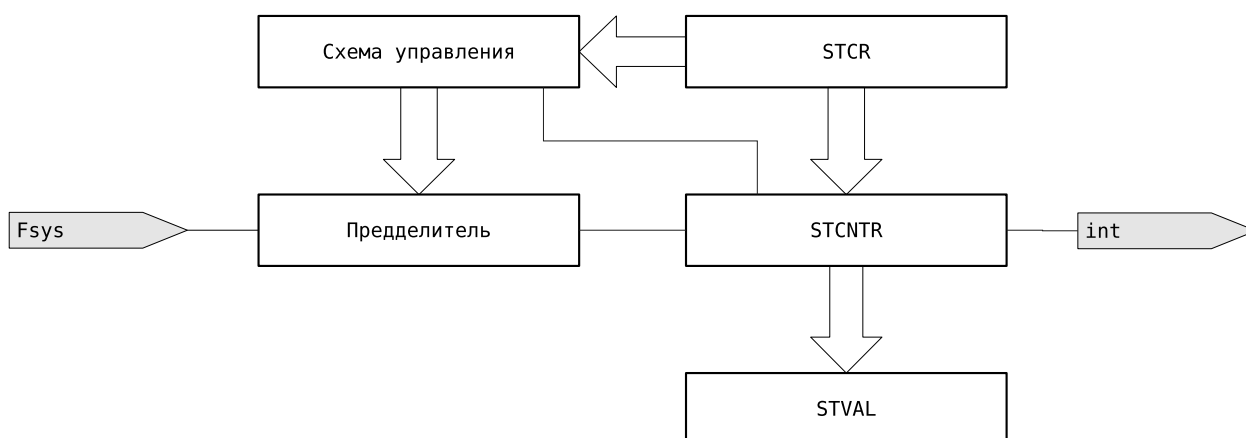 Схема управления
STCR
Fsys
Предделитель
STCNTR
int
STVAL